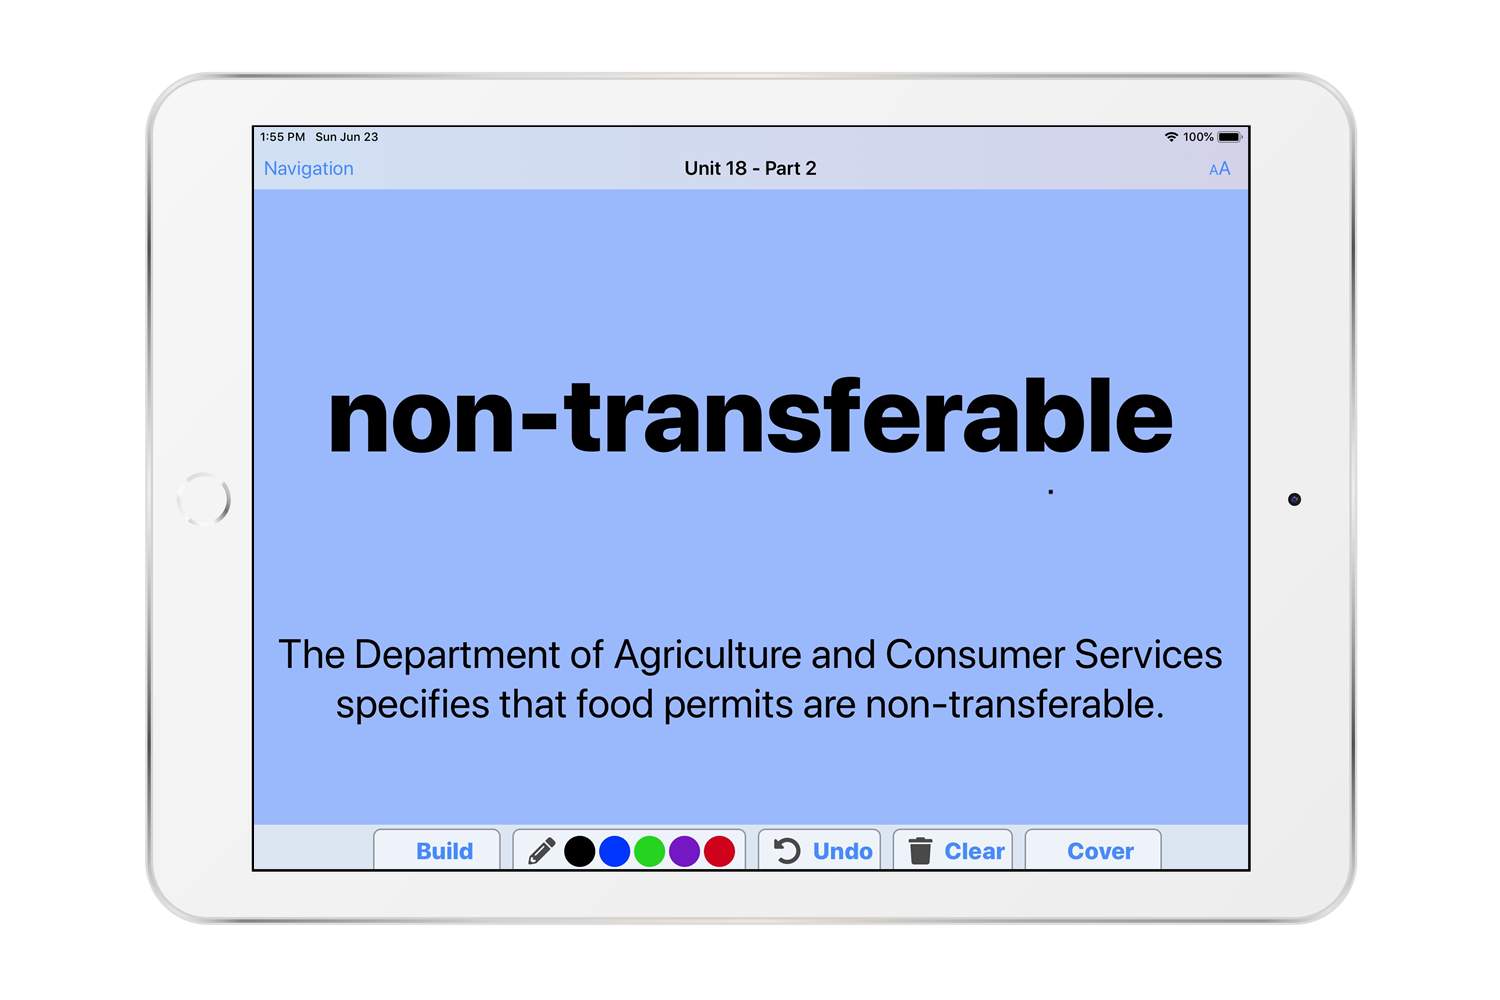 1:55 PM Sun Jun 23
100%
Navigation
Unit 18 - Part 2
AA
non-transferable
The Department of Agriculture and Consumer Services
specifies that food permits are non-transferable.
Build
Undo
Clear
Cover